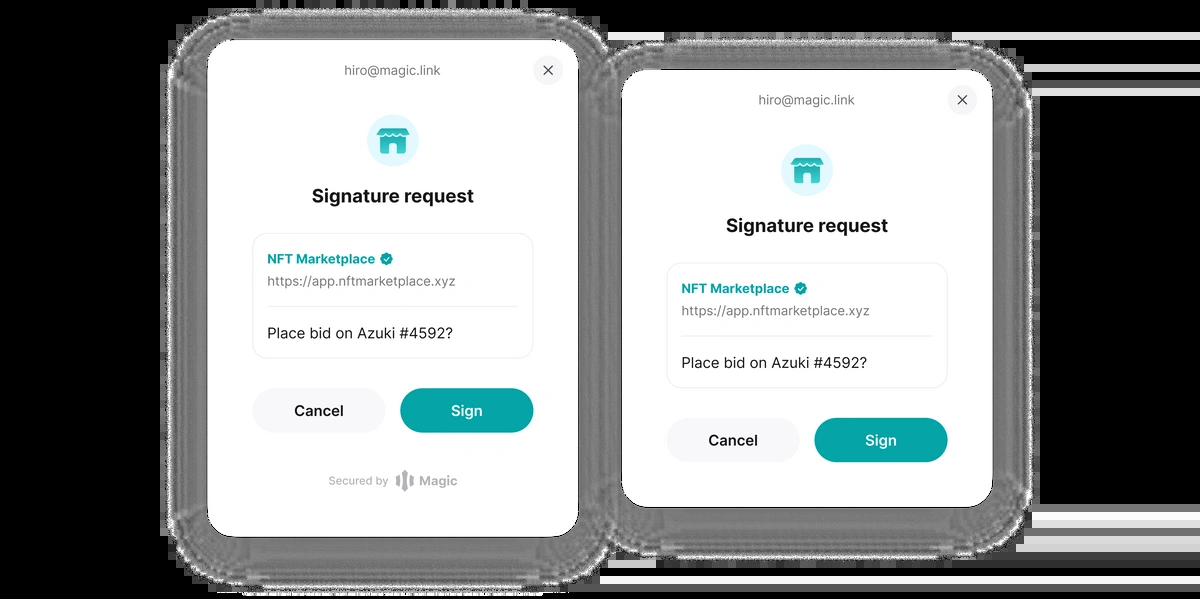 hiro@magic.link
Signature request
NFT Marketplace
https://app.nftmarketplace.xyz
Place bid on Azuki #4592?
Cancel
Sign
Secured by Magic
hiro@magic.link
Signature request
NFT Marketplace
https://app.nftmarketplace.xyz
Place bid on Azuki #4592?
Cancel
Sign